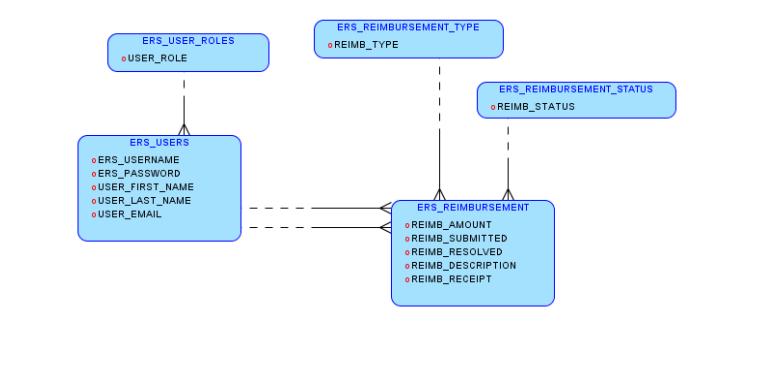 ERS_USER_ROLES
USER_ROLE
ERS_REIMBURSEMENT_TYPE
REIMB_TYPE
ERS_REIMBURSEMENT_STATUS
REIMB_STATUS
ERS_USERS
ERS_USERNAME
ERS_PASSWORD
USER_FIRST_NAME
USER_LAST_NAME
USER_EMAIL
ERS_REIMBURSEMENT
REIMB_AMOUNT
REIMB_SUBMITTED
REIMB_RESOLVED
REIMB_DESCRIPTION
REIMB_RECEIPT